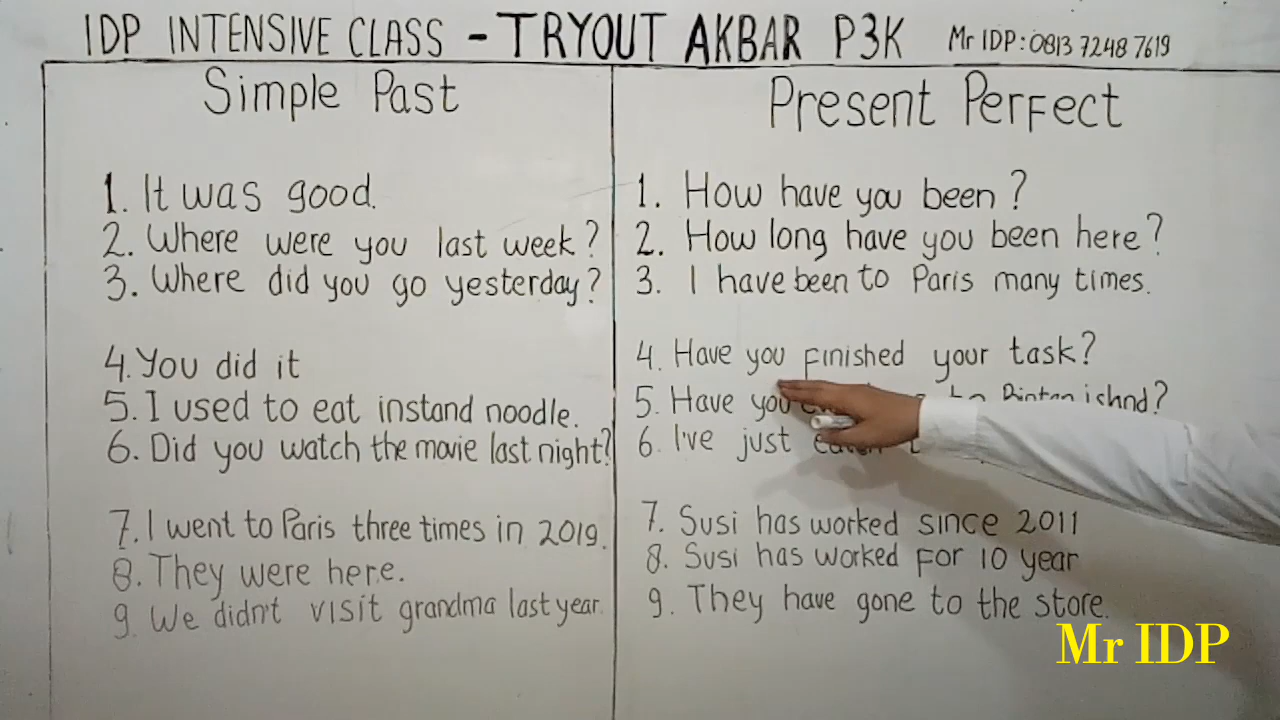 IDP INTENSIVE CLASS - TRYOUT AKBAR P3K Mr IDP : 0813 7248 7619
Simple Past
1. It was good.
2. Where were you last week?
3. Where did you go yesterday?
4. You did it
5. I used to eat instand noodle.
6. Did you watch the movie last night?
7. I went to Paris three times in 2019.
8. They were here.
9. We didn't visit grandma last year.
Present Perfect
1. How have you been?
2. How long have you been here?
3. I have been to Paris many times.
4. Have you finished your task?
5. Have you to Bintan islnd?
6. I've just
7. Susi has worked since 2011
8. Susi has worked for 10 year
9. They have gone to the store.
Mr IDP